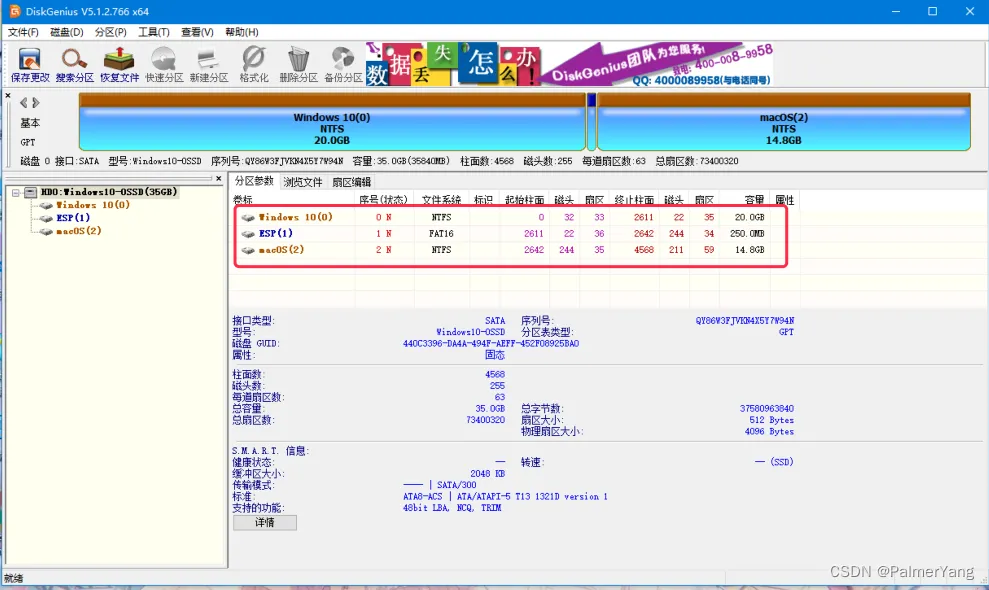 DiskGenius V5.1.2.766 x64
文件(F) 磁盘(D) 分区(P) 工具(T) 查看(V) 帮助(H)
保存更改 搜索分区 恢复文件 快速分区 新建分区 格式化 删除分区 备份分区
数据丢失怎么办!
DiskGenius团队为您服务!
致电: 400-008-9958
QQ: 4000089958(与电话同号)
基本
GPT
Windows 10(0)
NTFS
20.0GB
macOS(2)
NTFS
14.8GB
磁盘 0 接口:SATA 型号:Windows10-0SSD 序列号:QY86W3FJVKN4X5Y7W94N 容量:35.0GB(35840MB) 柱面数:4568 磁头数:255 每道扇区数:63 总扇区数:73400320
HD0:Windows10-0SSD(35GB)
Windows 10(0)
ESP(1)
macOS(2)
分区参数 浏览文件 扇区编辑
卷标 序号(状态) 文件系统 标识 起始柱面 磁头 扇区 终止柱面 磁头 扇区 容量 属性
Windows 10(0) 0 N NTFS 0 32 33 2611 22 35 20.0GB
ESP(1) 1 N FAT16 2611 22 36 2642 244 34 250.0MB
macOS(2) 2 N NTFS 2642 244 35 4568 211 59 14.8GB
接口类型: SATA 序列号: QY86W3FJVKN4X5Y7W94N
型号: Windows10-0SSD 分区表类型: GPT
磁盘 GUID: 440C3396-DA4A-494F-AEFF-452F08925BA0
属性: 固态
柱面数: 4568
磁头数: 255
每道扇区数: 63
总容量: 35.0GB 总字节数: 37580963840
总扇区数: 73400320 扇区大小: 512 Bytes
物理扇区大小: 4096 Bytes
S.M.A.R.T. 信息:
健康状态: — 转速: — (SSD)
缓冲区大小: 2048 KB
传输模式: —— | SATA/300
标准: ATA8-ACS | ATA/ATAPI-5 T13 1321D version 1
支持的功能: 48bit LBA, NCQ, TRIM
详情
就绪
CSDN @PalmerYang